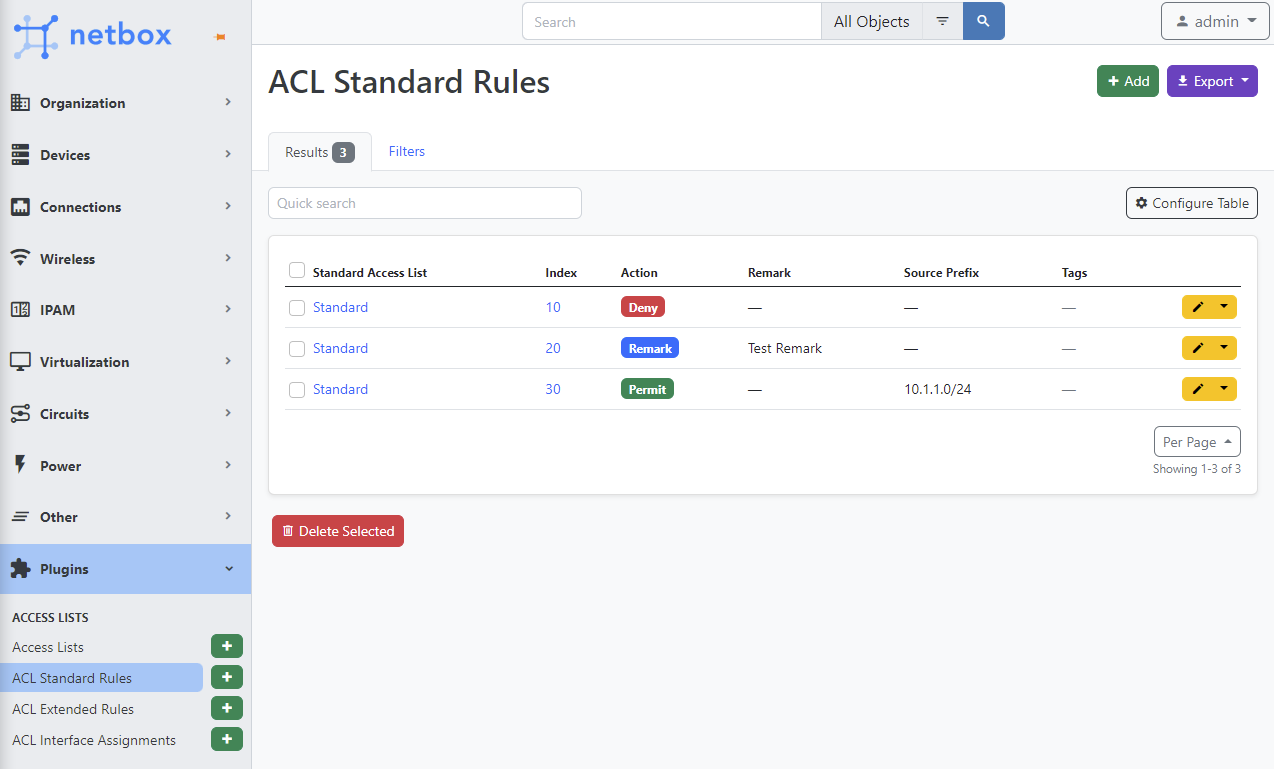 netbox
Search
All Objects
admin
Organization
Devices
Connections
Wireless
IPAM
Virtualization
Circuits
Power
Other
Plugins
ACCESS LISTS
Access Lists
ACL Standard Rules
ACL Extended Rules
ACL Interface Assignments
ACL Standard Rules
Add
Export
Results 3
Filters
Quick search
Configure Table
Standard Access List Index Action Remark Source Prefix Tags
Standard 10 Deny — — —
Standard 20 Remark Test Remark — —
Standard 30 Permit — 10.1.1.0/24 —
Per Page
Showing 1-3 of 3
Delete Selected